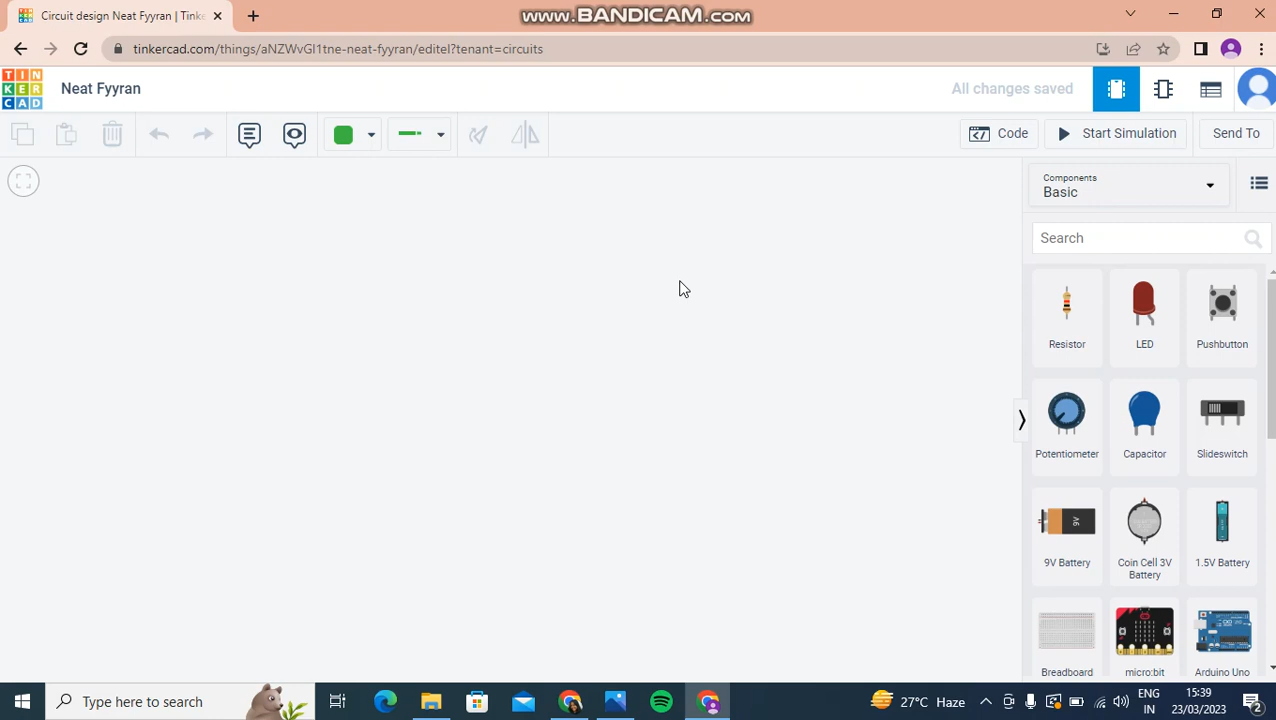 www.BANDICAM.com
Circuit design Neat Fyyran | Tinke
tinkercad.com/things/aNZWvGl1tne-neat-fyyran/editel?tenant=circuits
TIN
KER
CAD
Neat Fyyran
All changes saved
Code
Start Simulation
Send To
Components
Basic
Search
Resistor
LED
Pushbutton
Potentiometer
Capacitor
Slideswitch
9V
9V Battery
Coin Cell 3V
Battery
1.5V Battery
Breadboard
micro:bit
Arduino Uno
Type here to search
27°C Haze
ENG
IN
15:39
23/03/2023
2